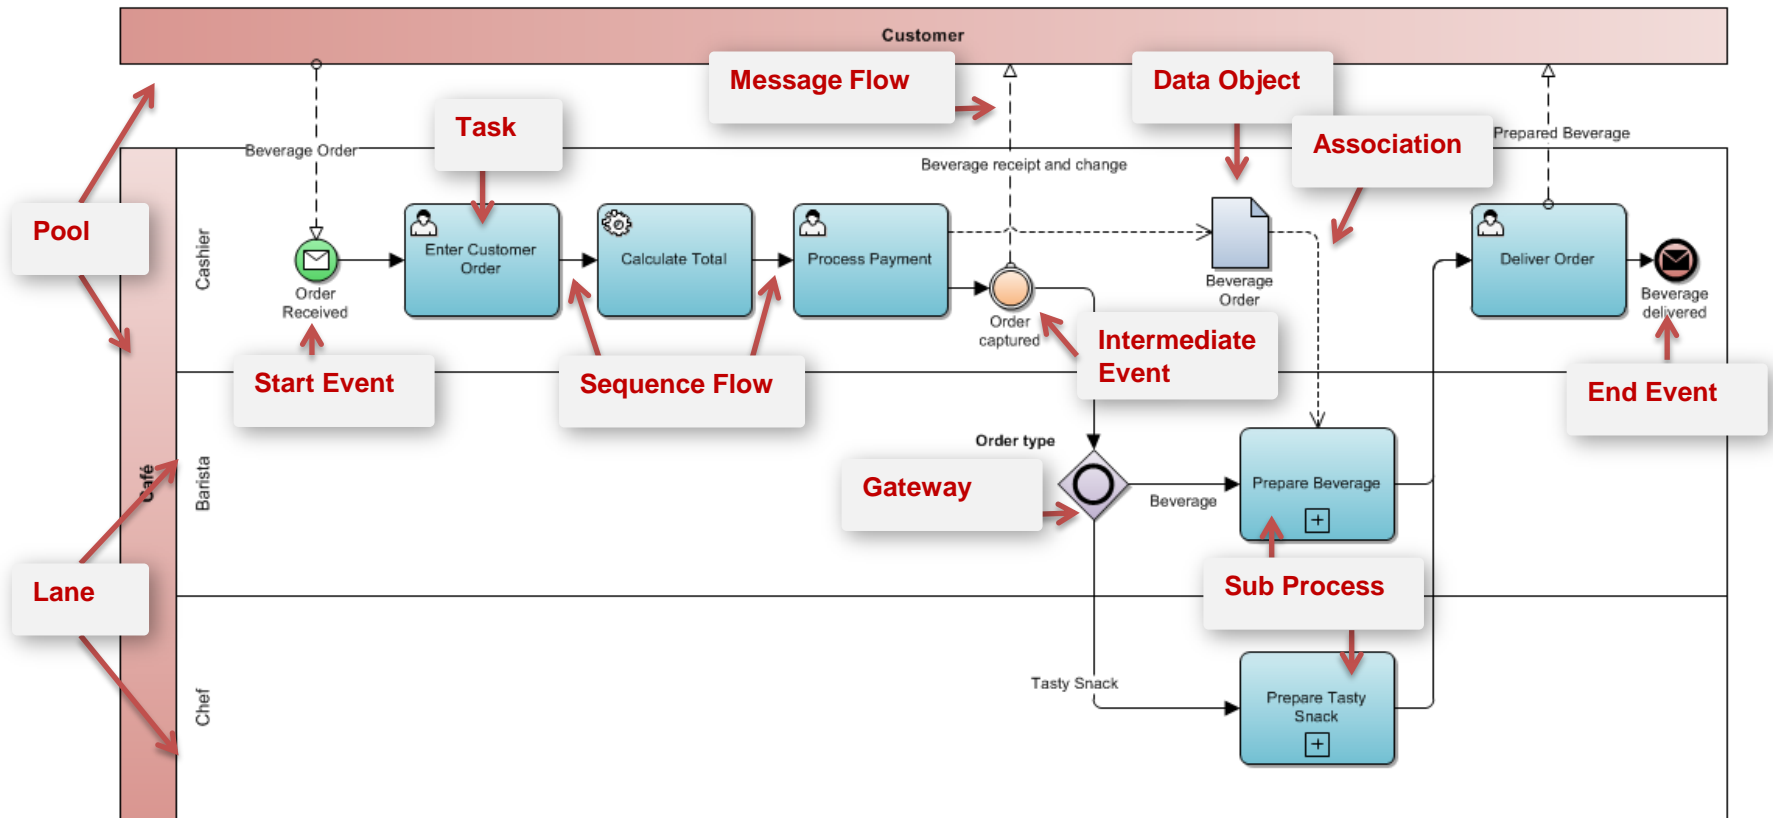 Customer
Message Flow
Data Object
Task
Association
Prepared Beverage
Beverage Order
Beverage receipt and change
Pool
Cashier
Enter Customer
Order
Calculate Total
Process Payment
Deliver Order
Order
Received
Beverage
Order
Beverage
delivered
Order
captured
Intermediate
Event
Start Event
Sequence Flow
End Event
Café
Barista
Order type
Gateway
Beverage
Prepare Beverage
Lane
Sub Process
Chef
Tasty Snack
Prepare Tasty
Snack